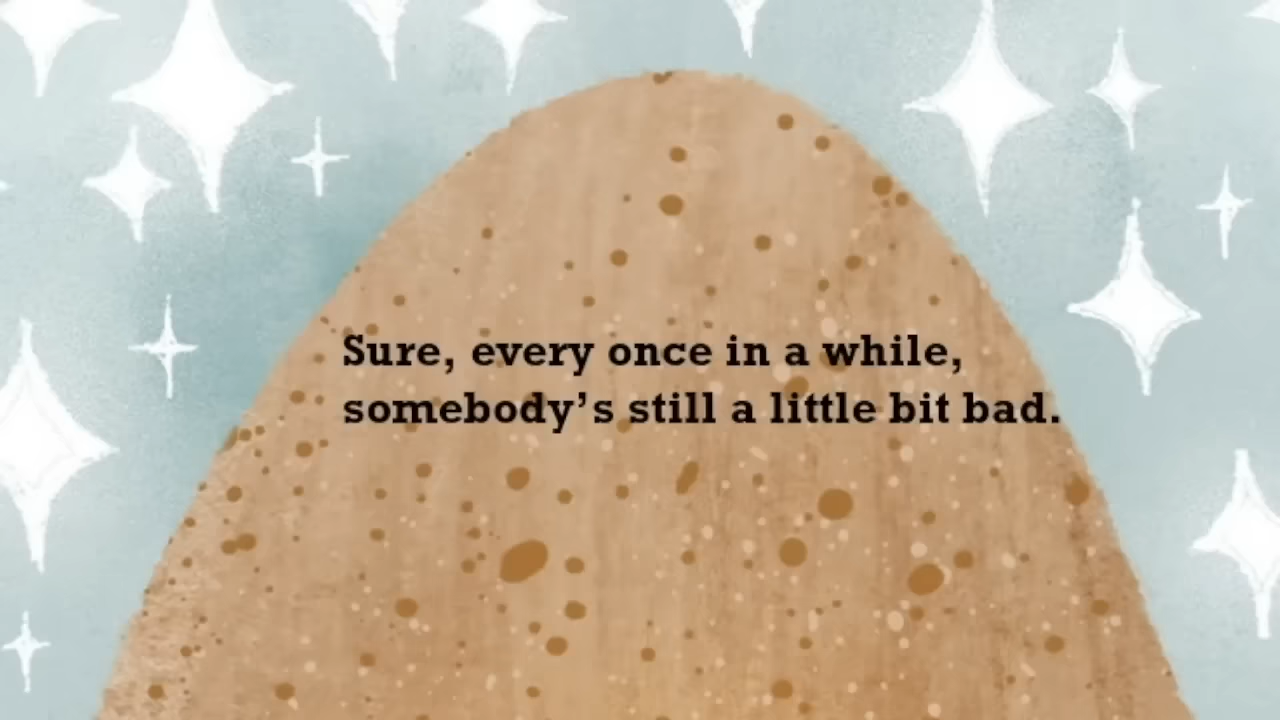 Sure, every once in a while,
somebody’s still a little bit bad.